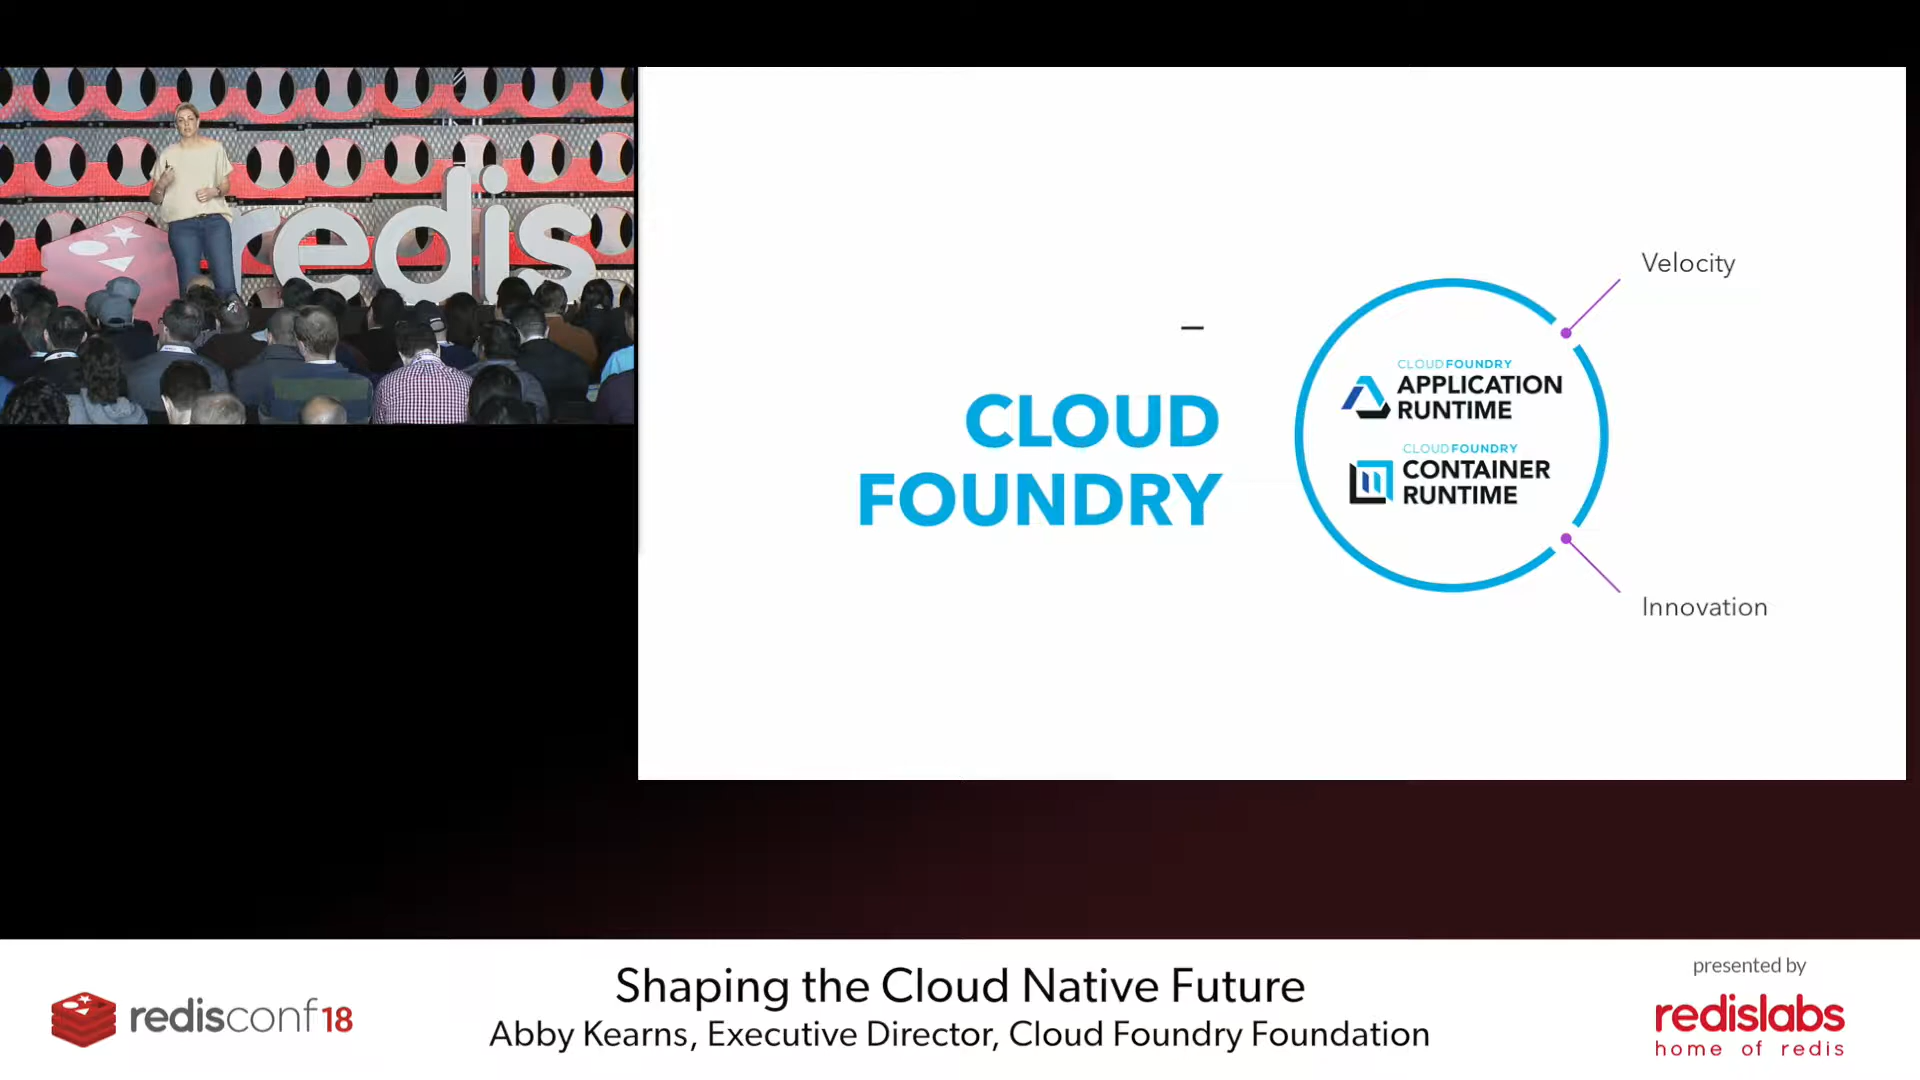 redis
Velocity
CLOUD
FOUNDRY
CLOUDFOUNDRY
APPLICATION
RUNTIME
CLOUDFOUNDRY
CONTAINER
RUNTIME
Innovation
redisconf18
Shaping the Cloud Native Future
Abby Kearns, Executive Director, Cloud Foundry Foundation
presented by
redislabs
home of redis